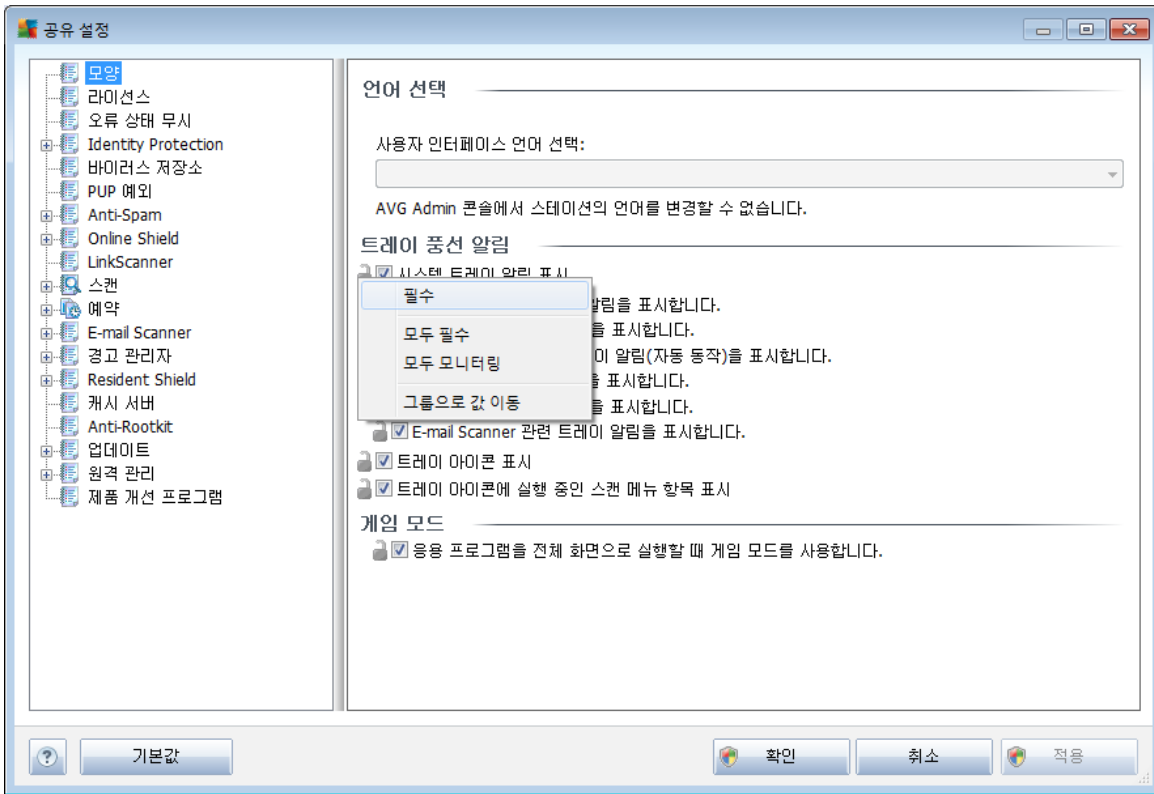 공유 설정
모양
라이선스
오류 상태 무시
Identity Protection
바이러스 저장소
PUP 예외
Anti-Spam
Online Shield
LinkScanner
스캔
예약
E-mail Scanner
경고 관리자
Resident Shield
캐시 서버
Anti-Rootkit
업데이트
원격 관리
제품 개선 프로그램
언어 선택
사용자 인터페이스 언어 선택:
AVG Admin 콘솔에서 스테이션의 언어를 변경할 수 없습니다.
트레이 풍선 알림
시스템 트레이 알림 표시
필수
모두 필수
모두 모니터링
그룹으로 값 이동
알림을 표시합니다.
을 표시합니다.
이 알림(자동 동작)을 표시합니다.
을 표시합니다.
을 표시합니다.
E-mail Scanner 관련 트레이 알림을 표시합니다.
트레이 아이콘 표시
트레이 아이콘에 실행 중인 스캔 메뉴 항목 표시
게임 모드
응용 프로그램을 전체 화면으로 실행할 때 게임 모드를 사용합니다.
?
기본값
확인
취소
적용